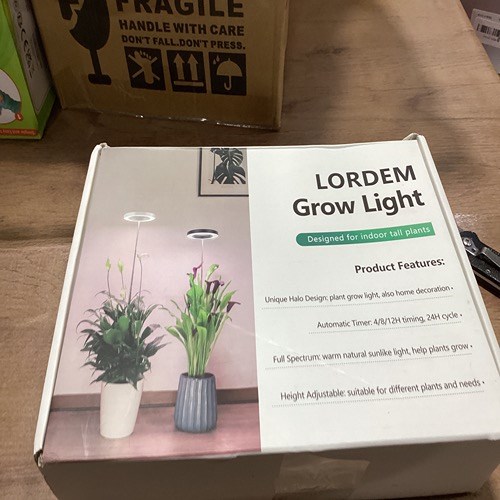 FRAGILE
HANDLE WITH CARE
DON'T FALL.DON'T PRESS.
LORDEM
Grow Light
Designed for indoor tall plants
Product Features:
Unique Halo Design: plant grow light, also home decoration •
Automatic Timer: 4/8/12H timing, 24H cycle •
Full Spectrum: warm natural sunlike light, help plants grow •
Height Adjustable: suitable for different plants and needs •